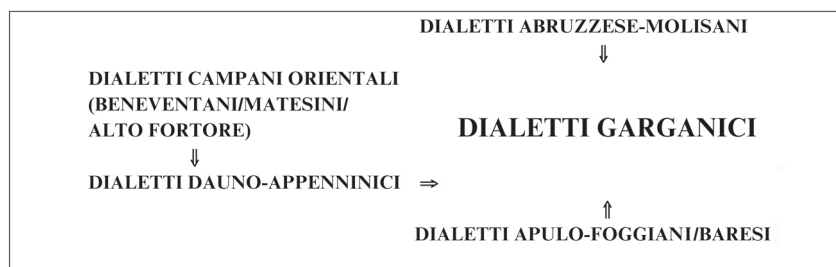 DIALETTI ABRUZZESE-MOLISANI
⇓
DIALETTI CAMPANI ORIENTALI
(BENEVENTANI/MATESINI/
ALTO FORTORE)
DIALETTI GARGANICI
⇓
DIALETTI DAUNO-APPENNINICI ⇒
⇑
DIALETTI APULO-FOGGIANI/BARESI